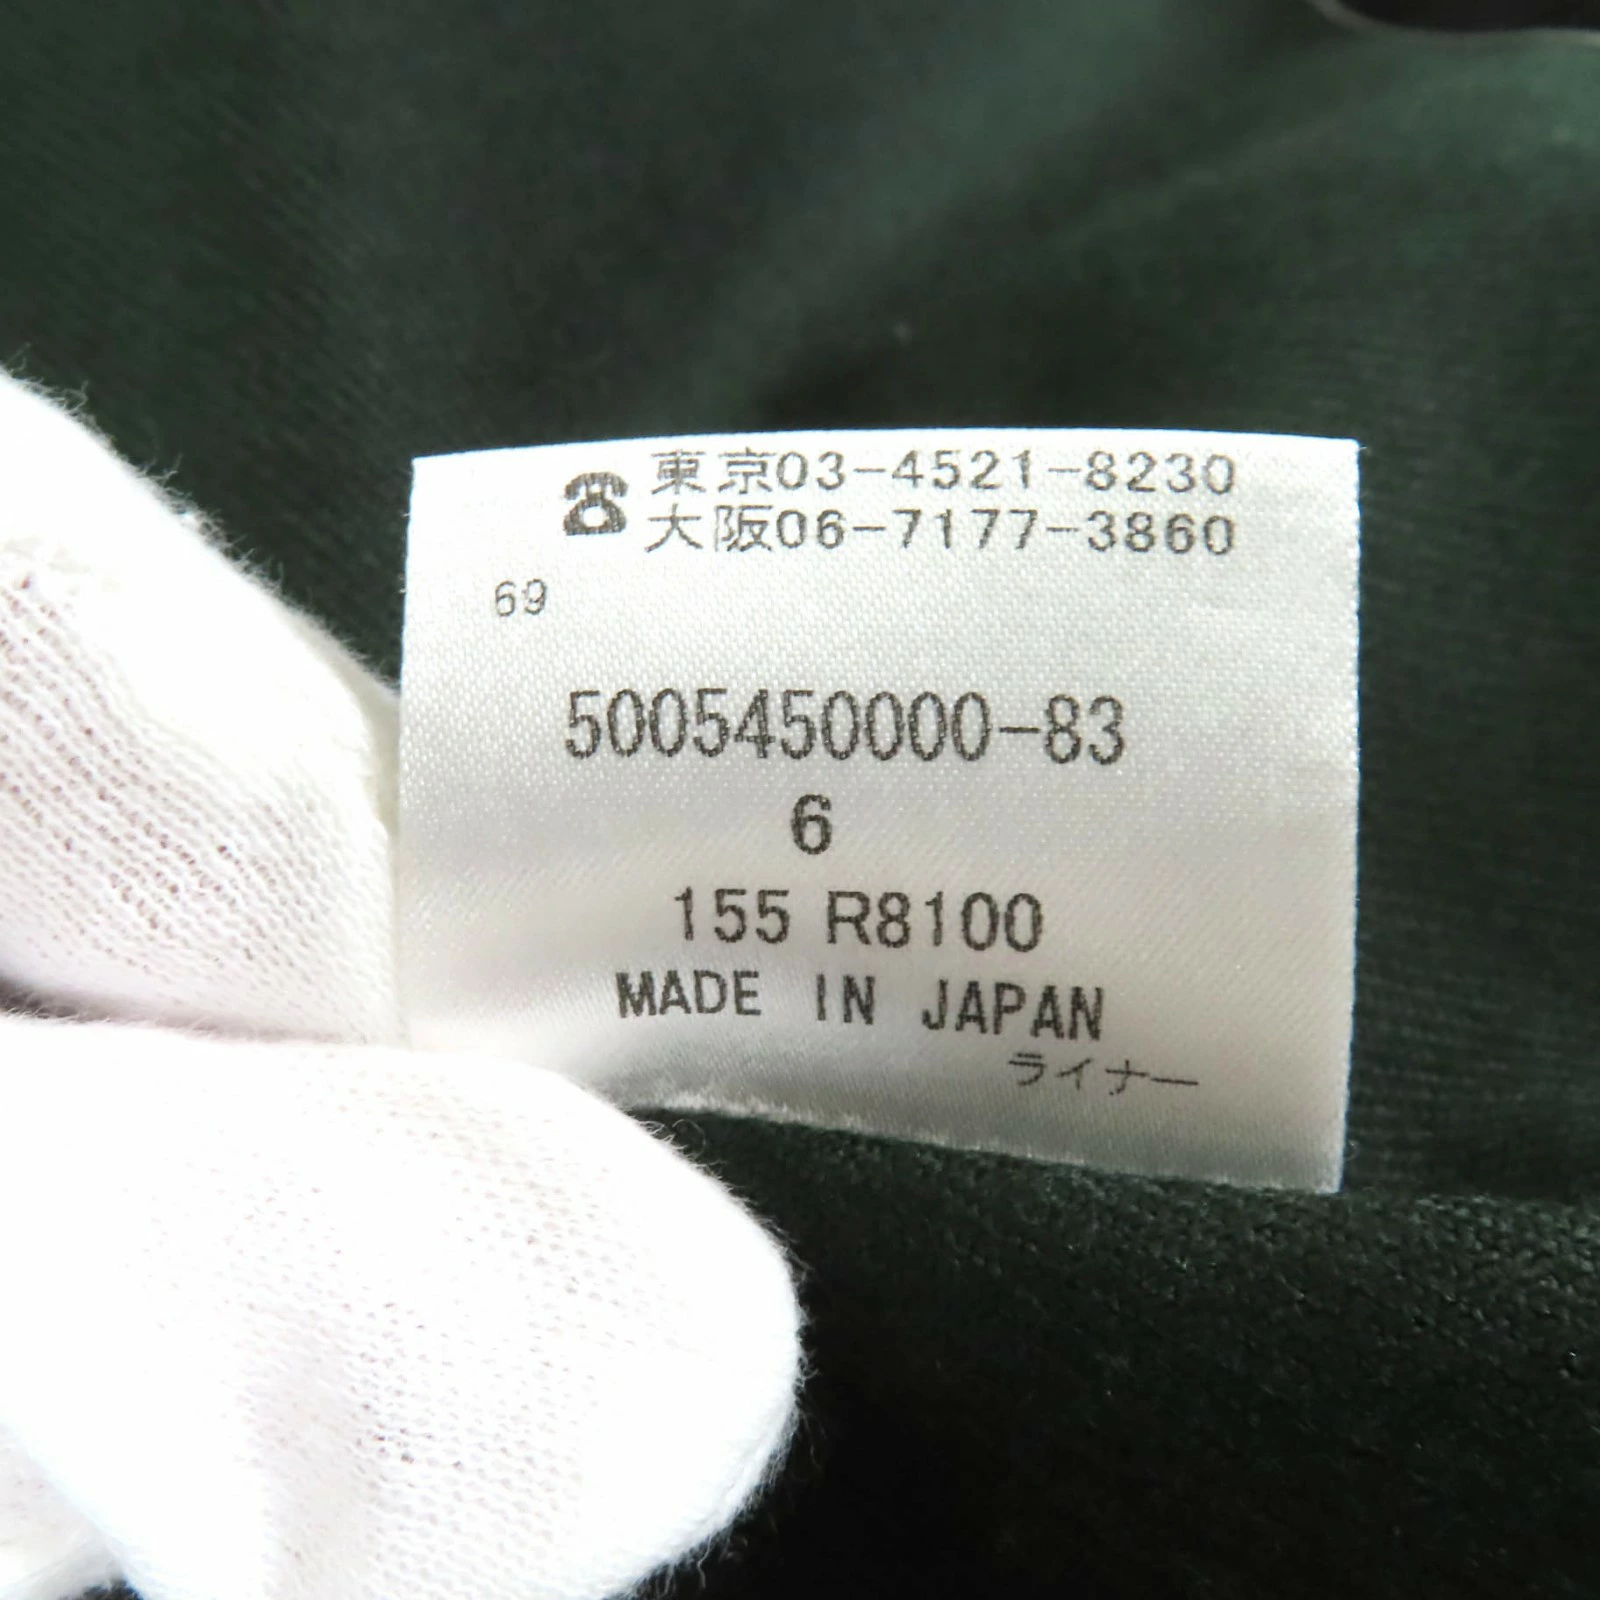 ☎ 東京03-4521-8230
大阪06-7177-3860
69
5005450000-83
6
155 R8100
MADE IN JAPAN
ライナー